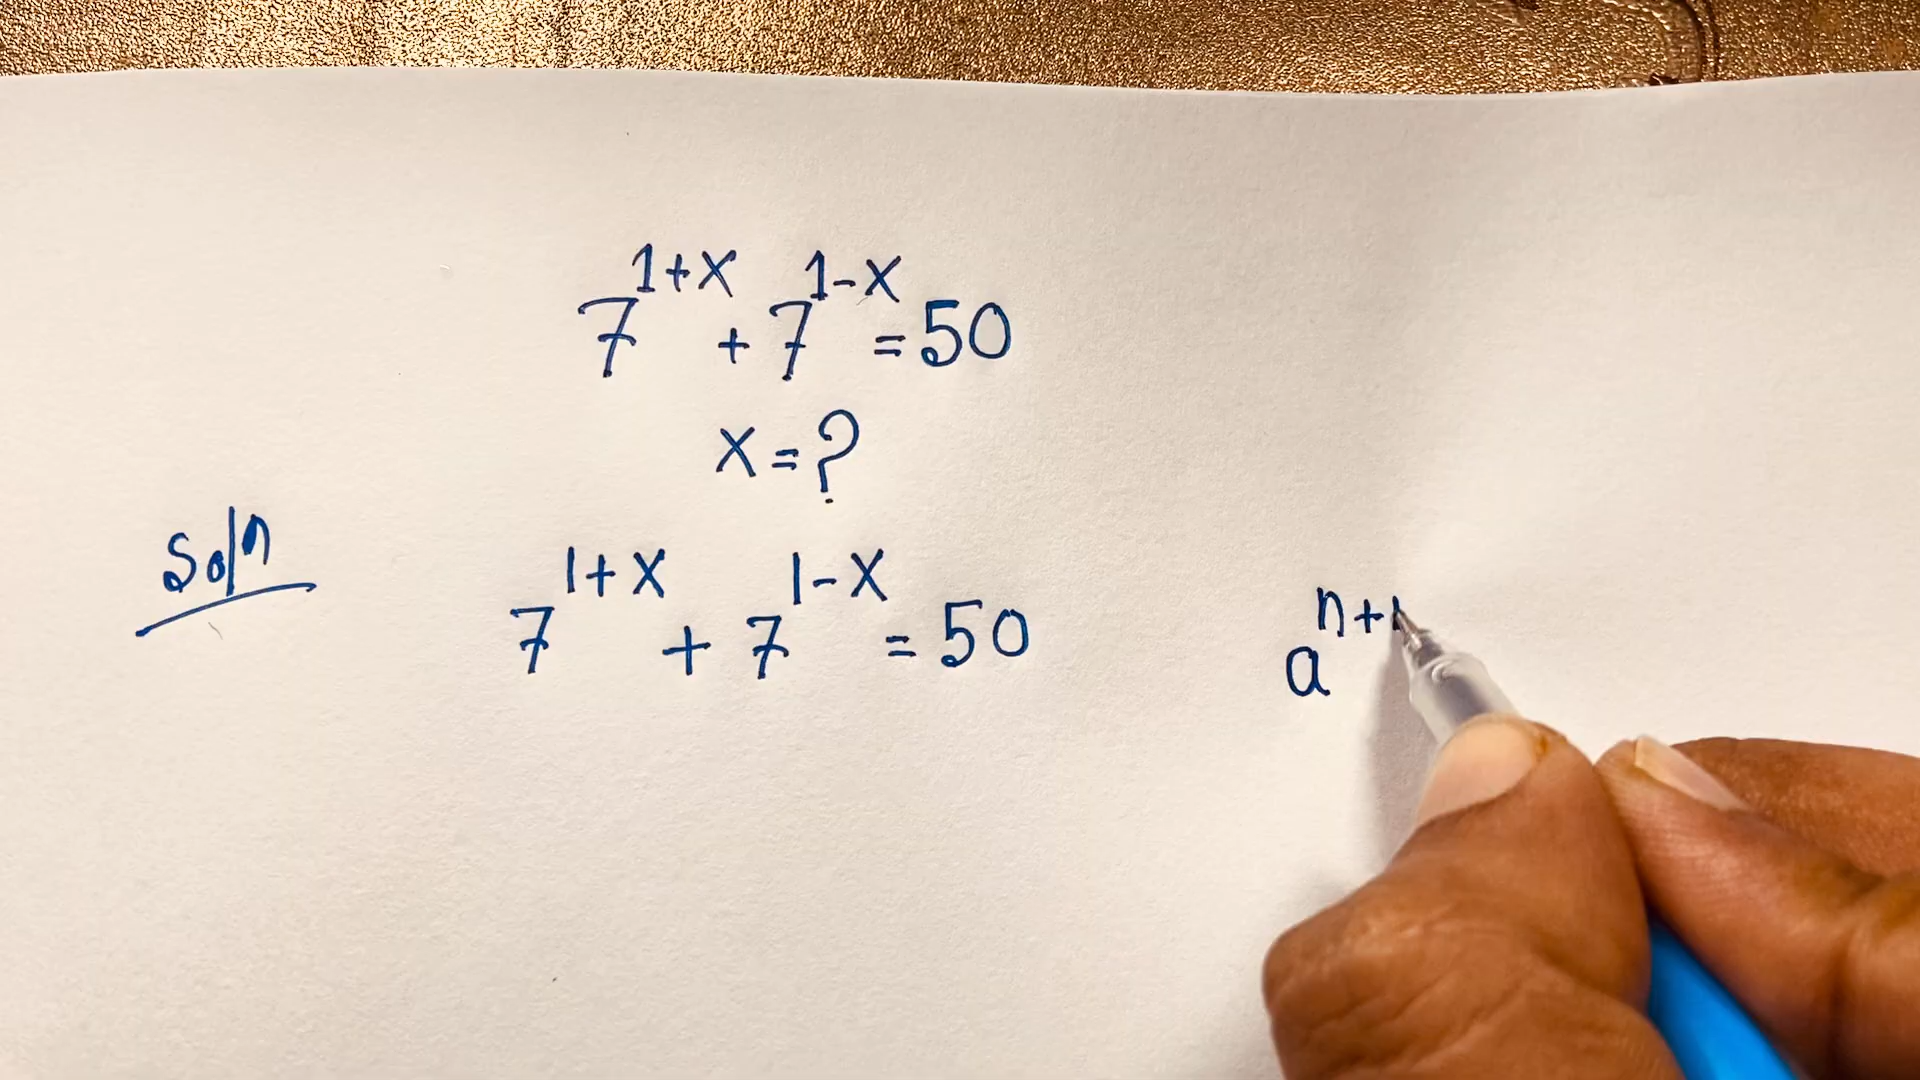 7^{1+x} + 7^{1-x} = 50
x = ?
Soln
7^{1+x} + 7^{1-x} = 50
a^{n+